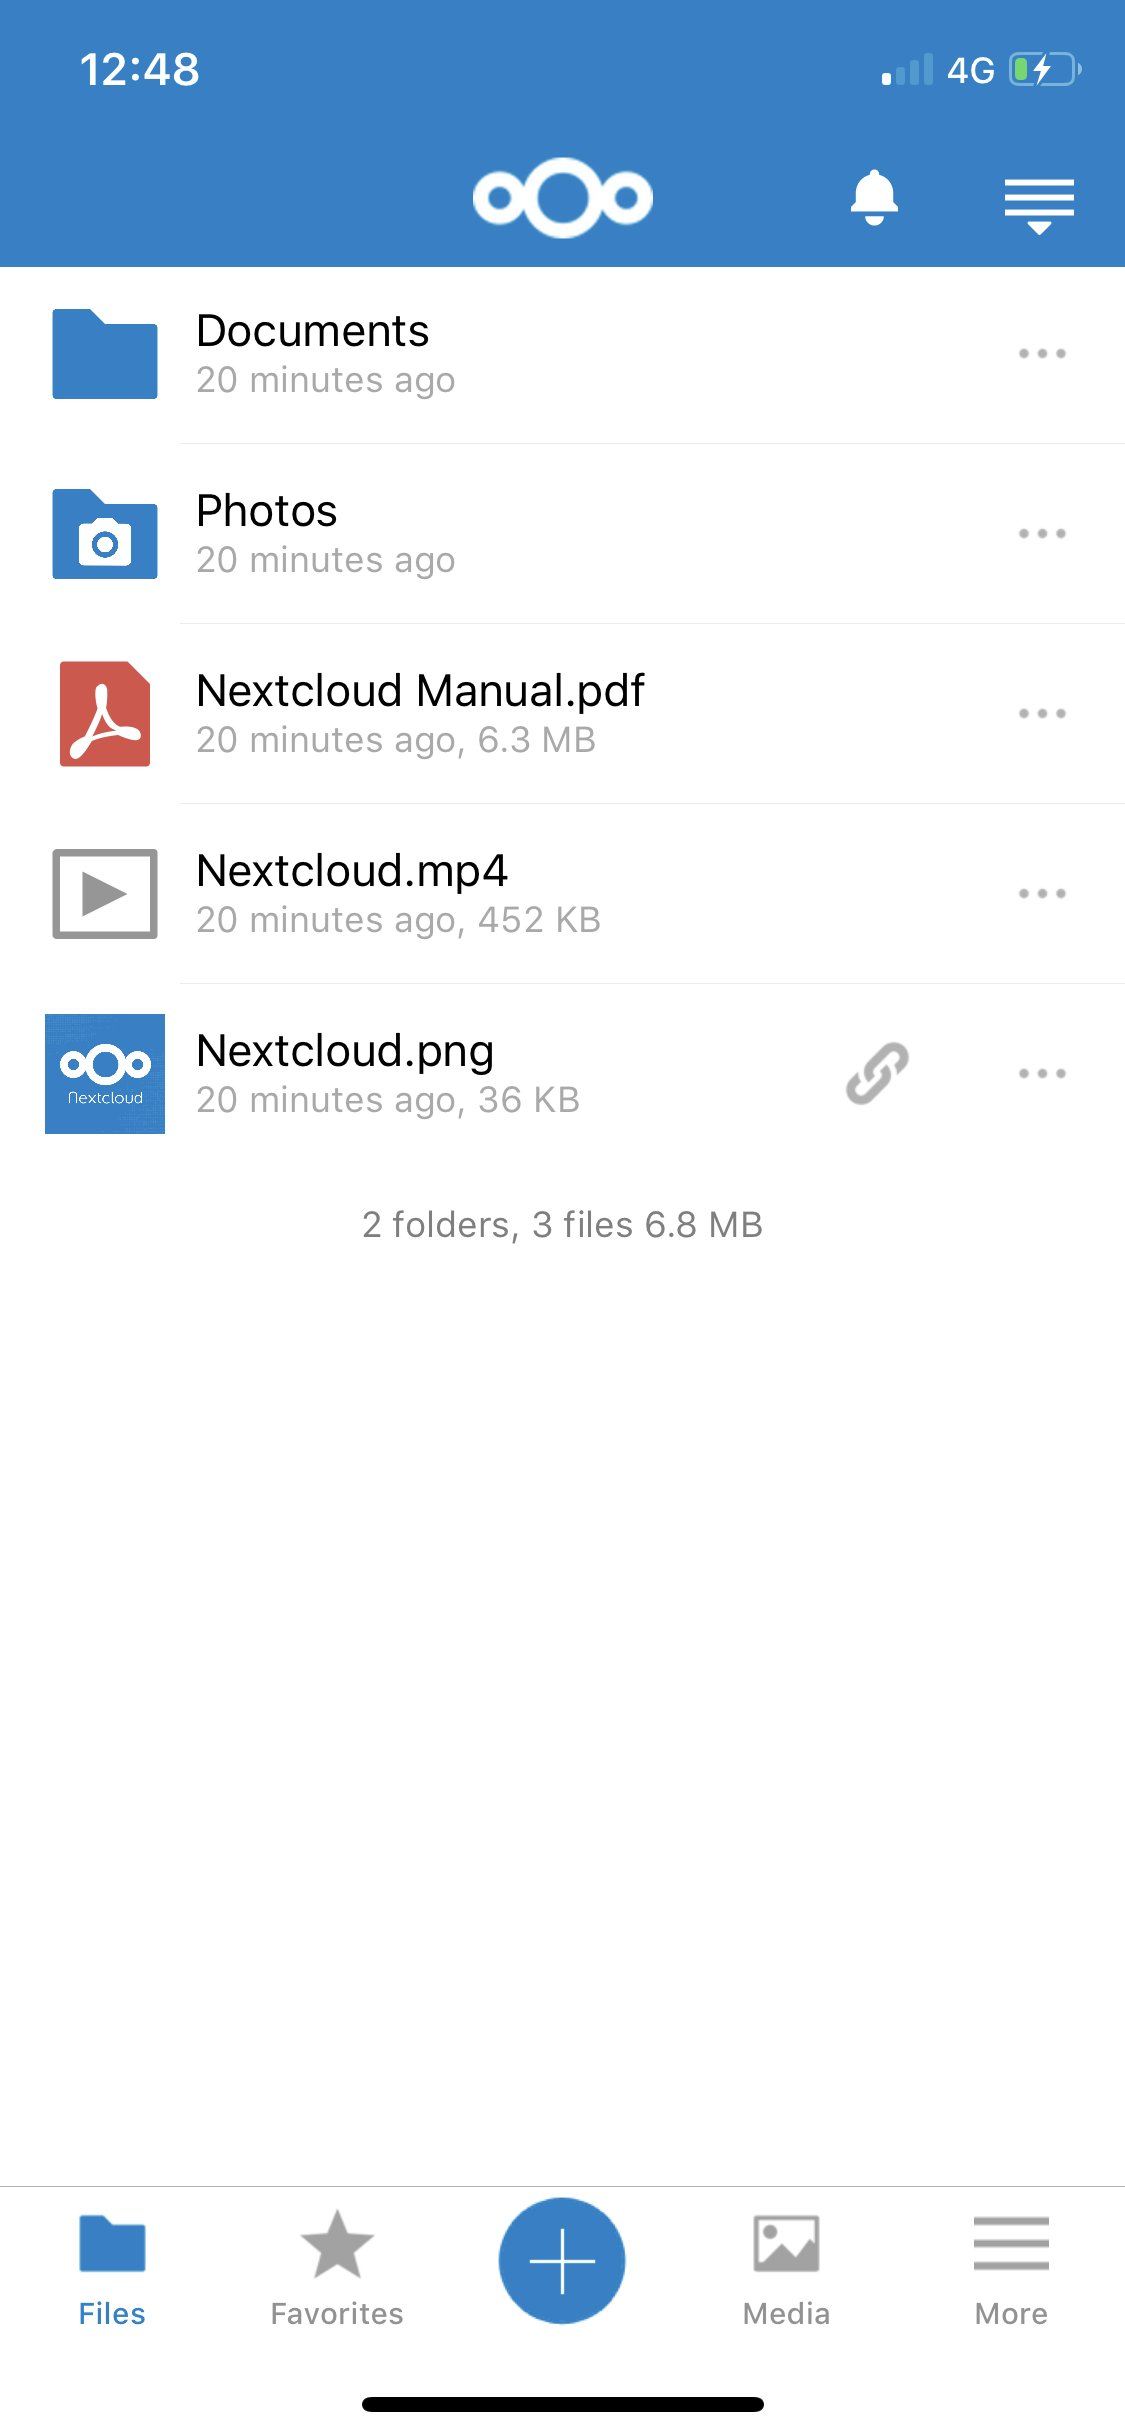 12:48
4G
Documents
20 minutes ago
Photos
20 minutes ago
Nextcloud Manual.pdf
20 minutes ago, 6.3 MB
Nextcloud.mp4
20 minutes ago, 452 KB
Nextcloud
Nextcloud.png
20 minutes ago, 36 KB
2 folders, 3 files 6.8 MB
Files
Favorites
Media
More